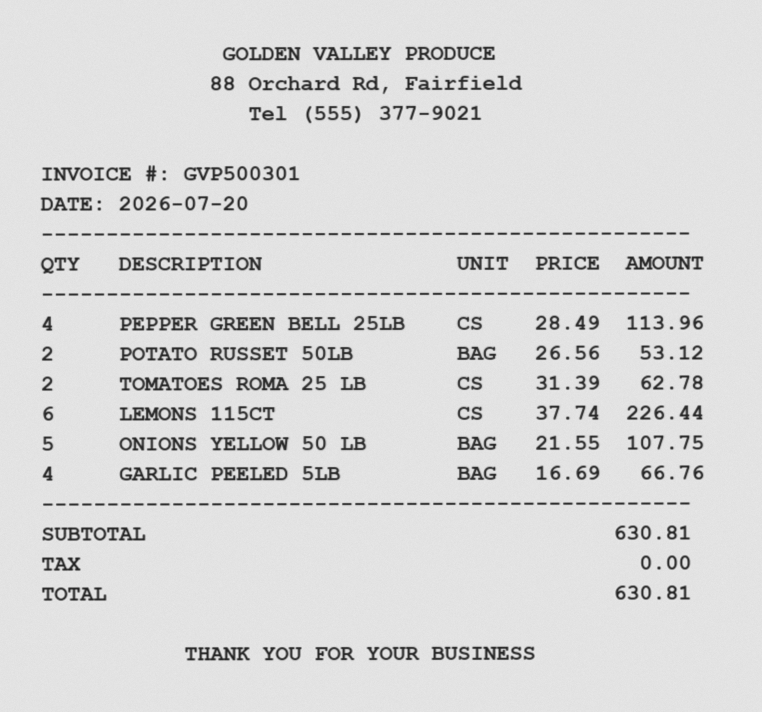 GOLDEN VALLEY PRODUCE
88 Orchard Rd, Fairfield
Tel (555) 377-9021
INVOICE #: GVP500301
DATE: 2026-07-20
----------------------------------------------------
QTY DESCRIPTION UNIT PRICE AMOUNT
----------------------------------------------------
4 PEPPER GREEN BELL 25LB CS 28.49 113.96
2 POTATO RUSSET 50LB BAG 26.56 53.12
2 TOMATOES ROMA 25 LB CS 31.39 62.78
6 LEMONS 115CT CS 37.74 226.44
5 ONIONS YELLOW 50 LB BAG 21.55 107.75
4 GARLIC PEELED 5LB BAG 16.69 66.76
----------------------------------------------------
SUBTOTAL 630.81
TAX 0.00
TOTAL 630.81
THANK YOU FOR YOUR BUSINESS